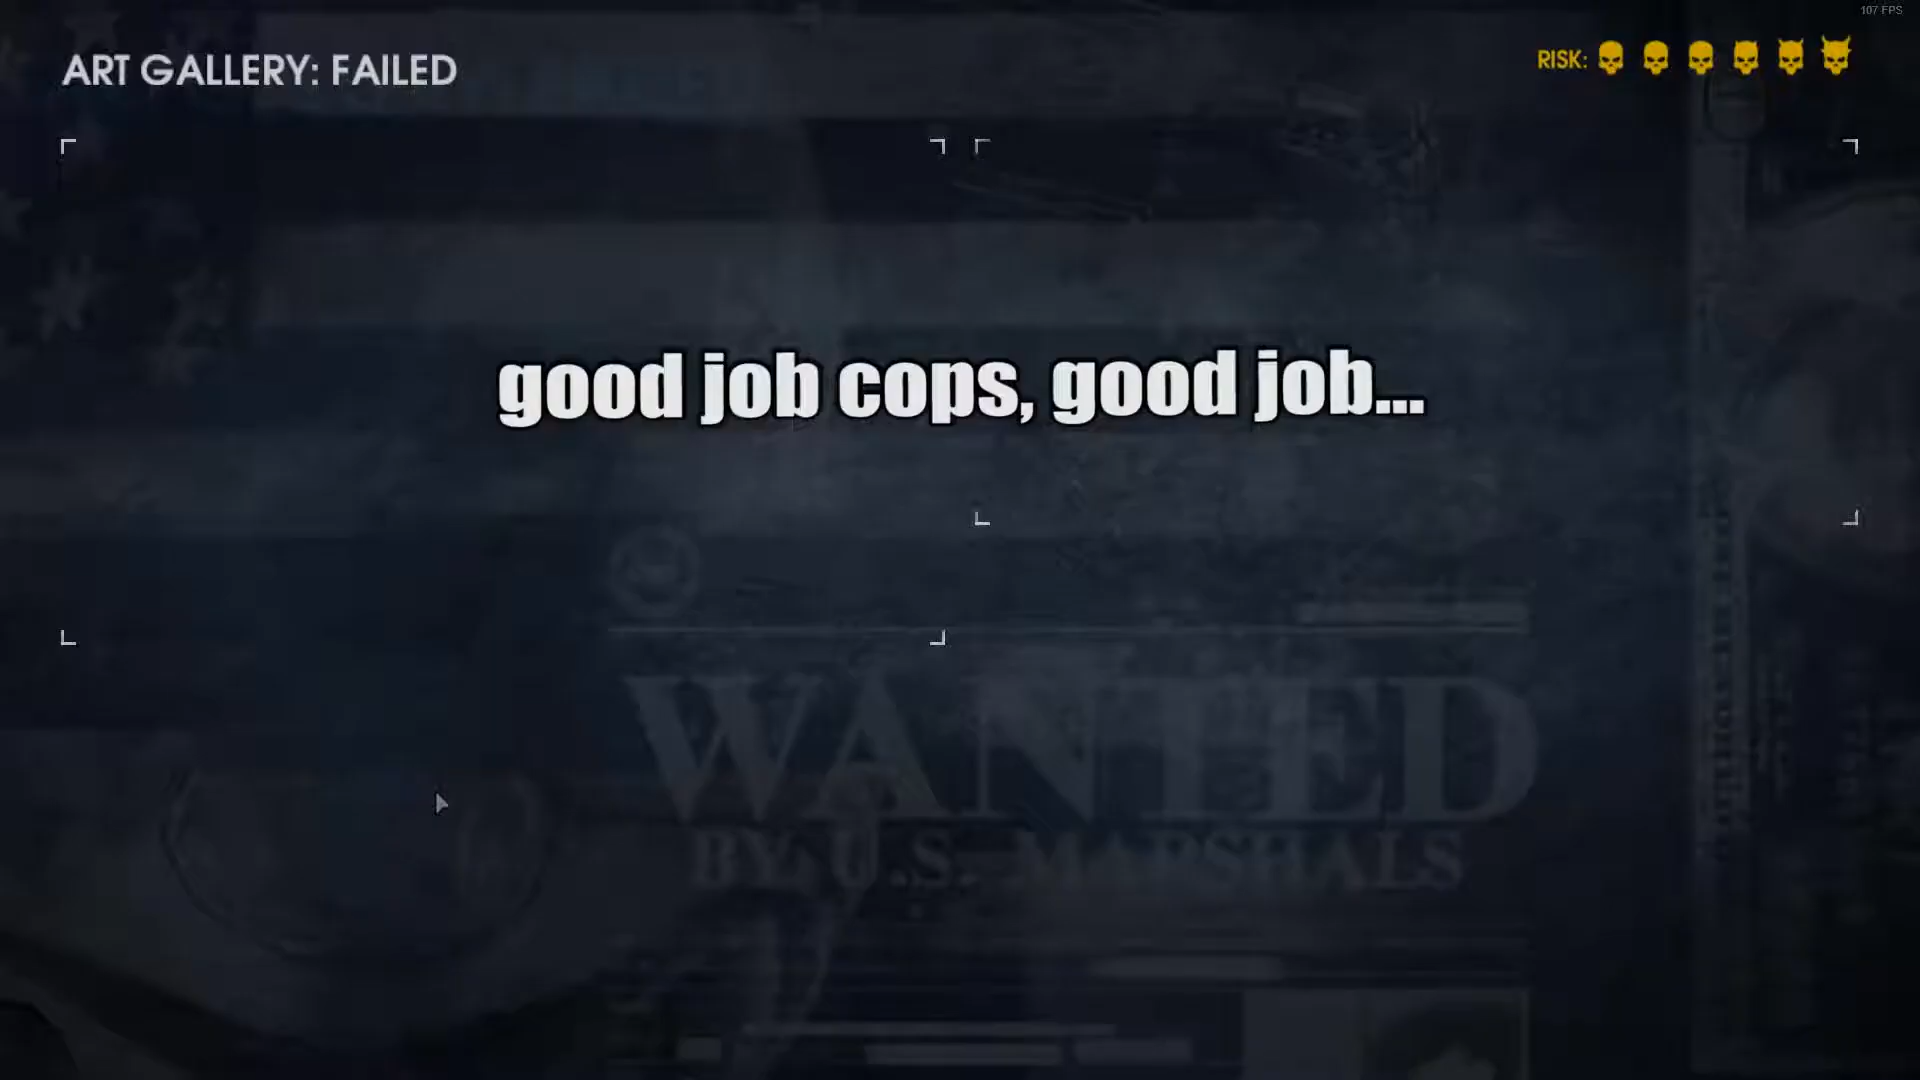 107 FPS
ART GALLERY: FAILED
RISK:
good job cops, good job...
WANTED
BY U.S. MARSHALS